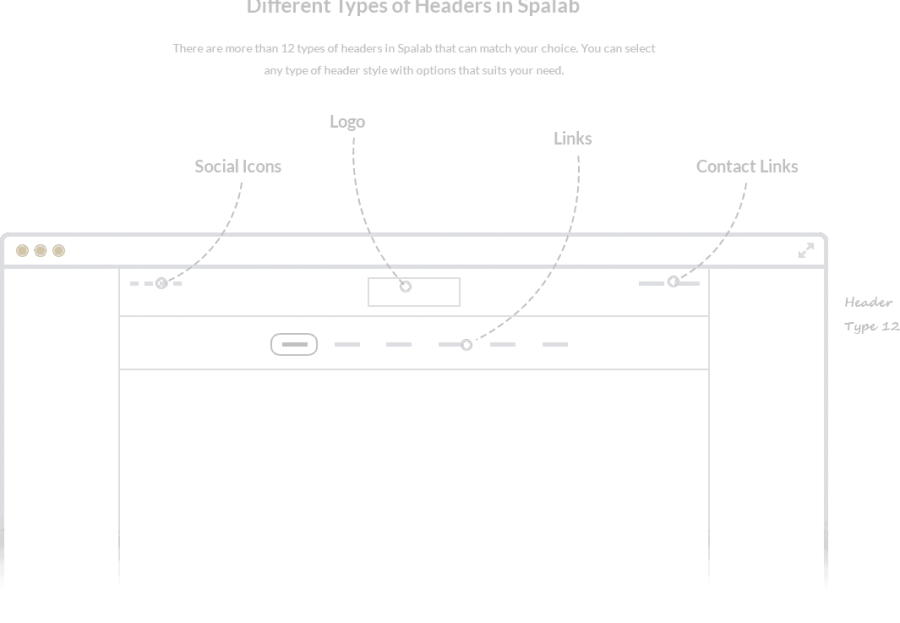 Different Types of Headers in Spalab
There are more than 12 types of headers in Spalab that can match your choice. You can select
any type of header style with options that suits your need.
Logo
Links
Social Icons
Contact Links
Header
Type 12